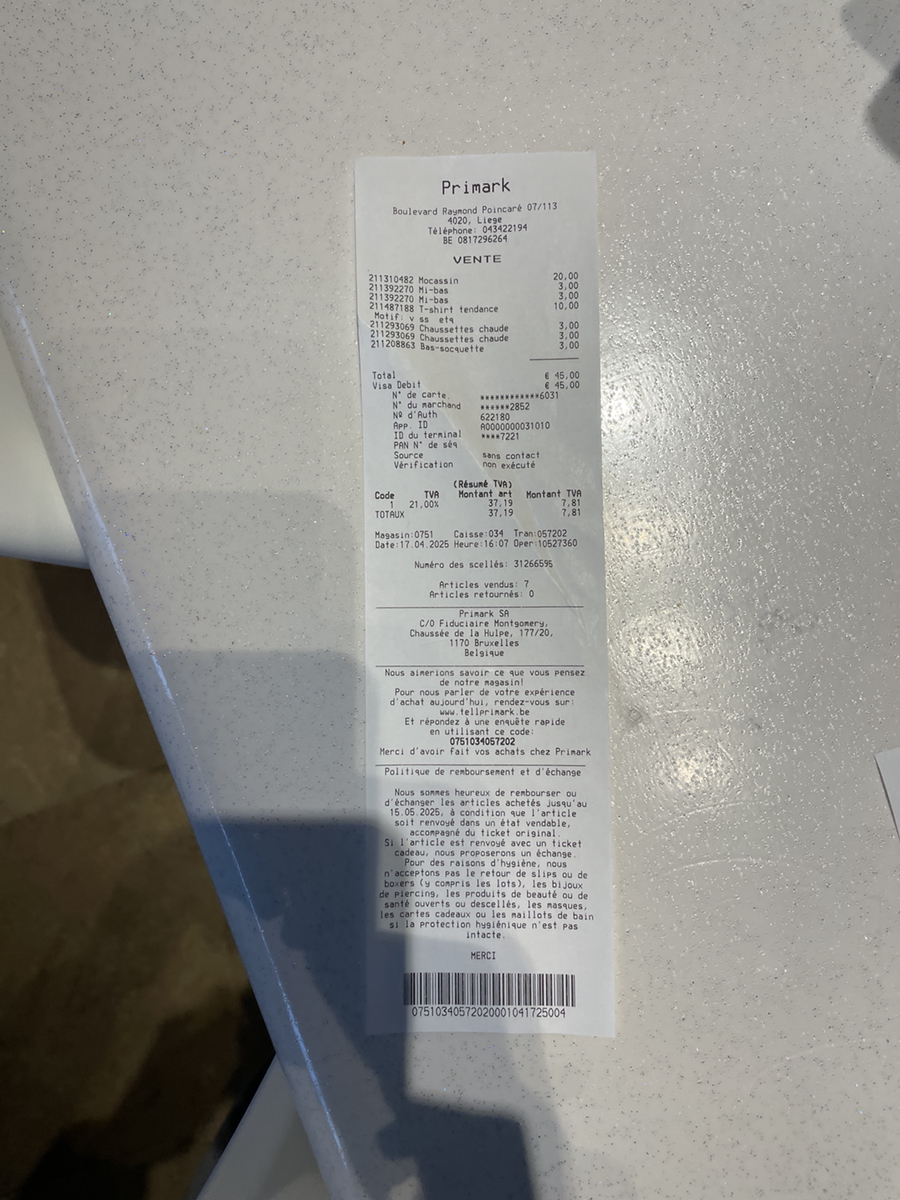 Primark
Boulevard Raymond Poincaré 07/113
4020, Liege
Téléphone: 043422194
BE 0817296264
VENTE
211310482 Mocassin 20,00
211392270 Mi-bas 3,00
211392270 Mi-bas 3,00
211487188 T-shirt tendance 10,00
Motif: v ss etq
211293069 Chaussettes chaude 3,00
211293069 Chaussettes chaude 3,00
211208863 Bas-socquette 3,00
Total € 45,00
Visa Debit € 45,00
N° de carte. ************6031
N° du marchand ******2852
Nº d'Auth 622180
App. ID A0000000031010
ID du terminal ****7221
PAN N° de séq
Source sans contact
Vérification non exécuté
(Résumé TVA)
Code TVA Montant art Montant TVA
1 21,00% 37,19 7,81
TOTAUX 37,19 7,81
Magasin:0751 Caisse:034 Tran:057202
Date:17.04.2025 Heure:16:07 Oper:10527360
Numéro des scellés: 31266595
Articles vendus: 7
Articles retournés: 0
Primark SA
C/O Fiduciaire Montgomery,
Chaussée de la Hulpe, 177/20,
1170 Bruxelles
Belgique
Nous aimerions savoir ce que vous pensez
de notre magasin!
Pour nous parler de votre expérience
d'achat aujourd'hui, rendez-vous sur:
www.tellprimark.be
Et répondez à une enquête rapide
en utilisant ce code:
0751034057202
Merci d'avoir fait vos achats chez Primark
Politique de remboursement et d'échange
Nous sommes heureux de rembourser ou
d'échanger les articles achetés jusqu'au
15.05.2025, à condition que l'article
soit renvoyé dans un état vendable,
accompagné du ticket original.
Si l'article est renvoyé avec un ticket
cadeau, nous proposerons un échange.
Pour des raisons d'hygiène, nous
n'acceptons pas le retour de slips ou de
boxers (y compris les lots), les bijoux
de piercing, les produits de beauté ou de
santé ouverts ou descellés, les masques,
les cartes cadeaux ou les maillots de bain
si la protection hygiénique n'est pas
intacte.
MERCI
07510340572020001041725004